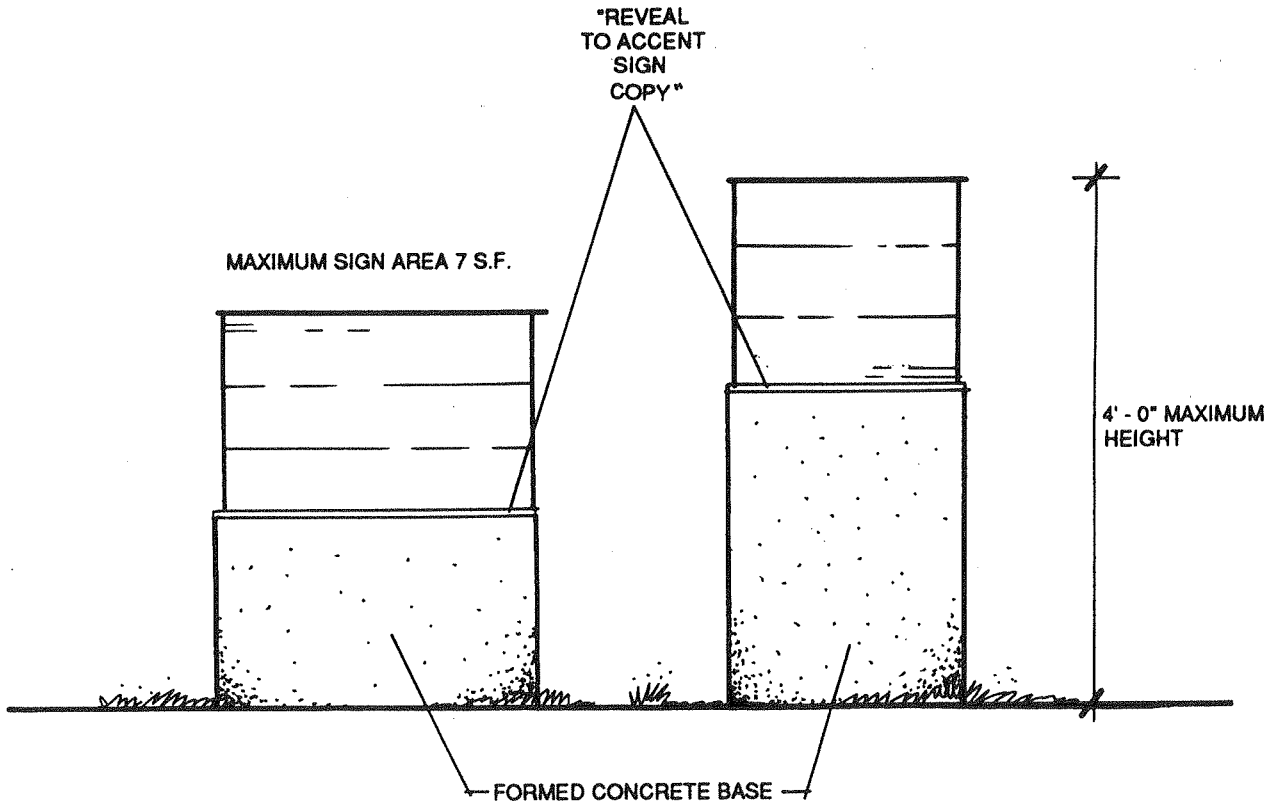 "REVEAL
TO ACCENT
SIGN
COPY"
MAXIMUM SIGN AREA 7 S.F.
4' - 0" MAXIMUM
HEIGHT
FORMED CONCRETE BASE